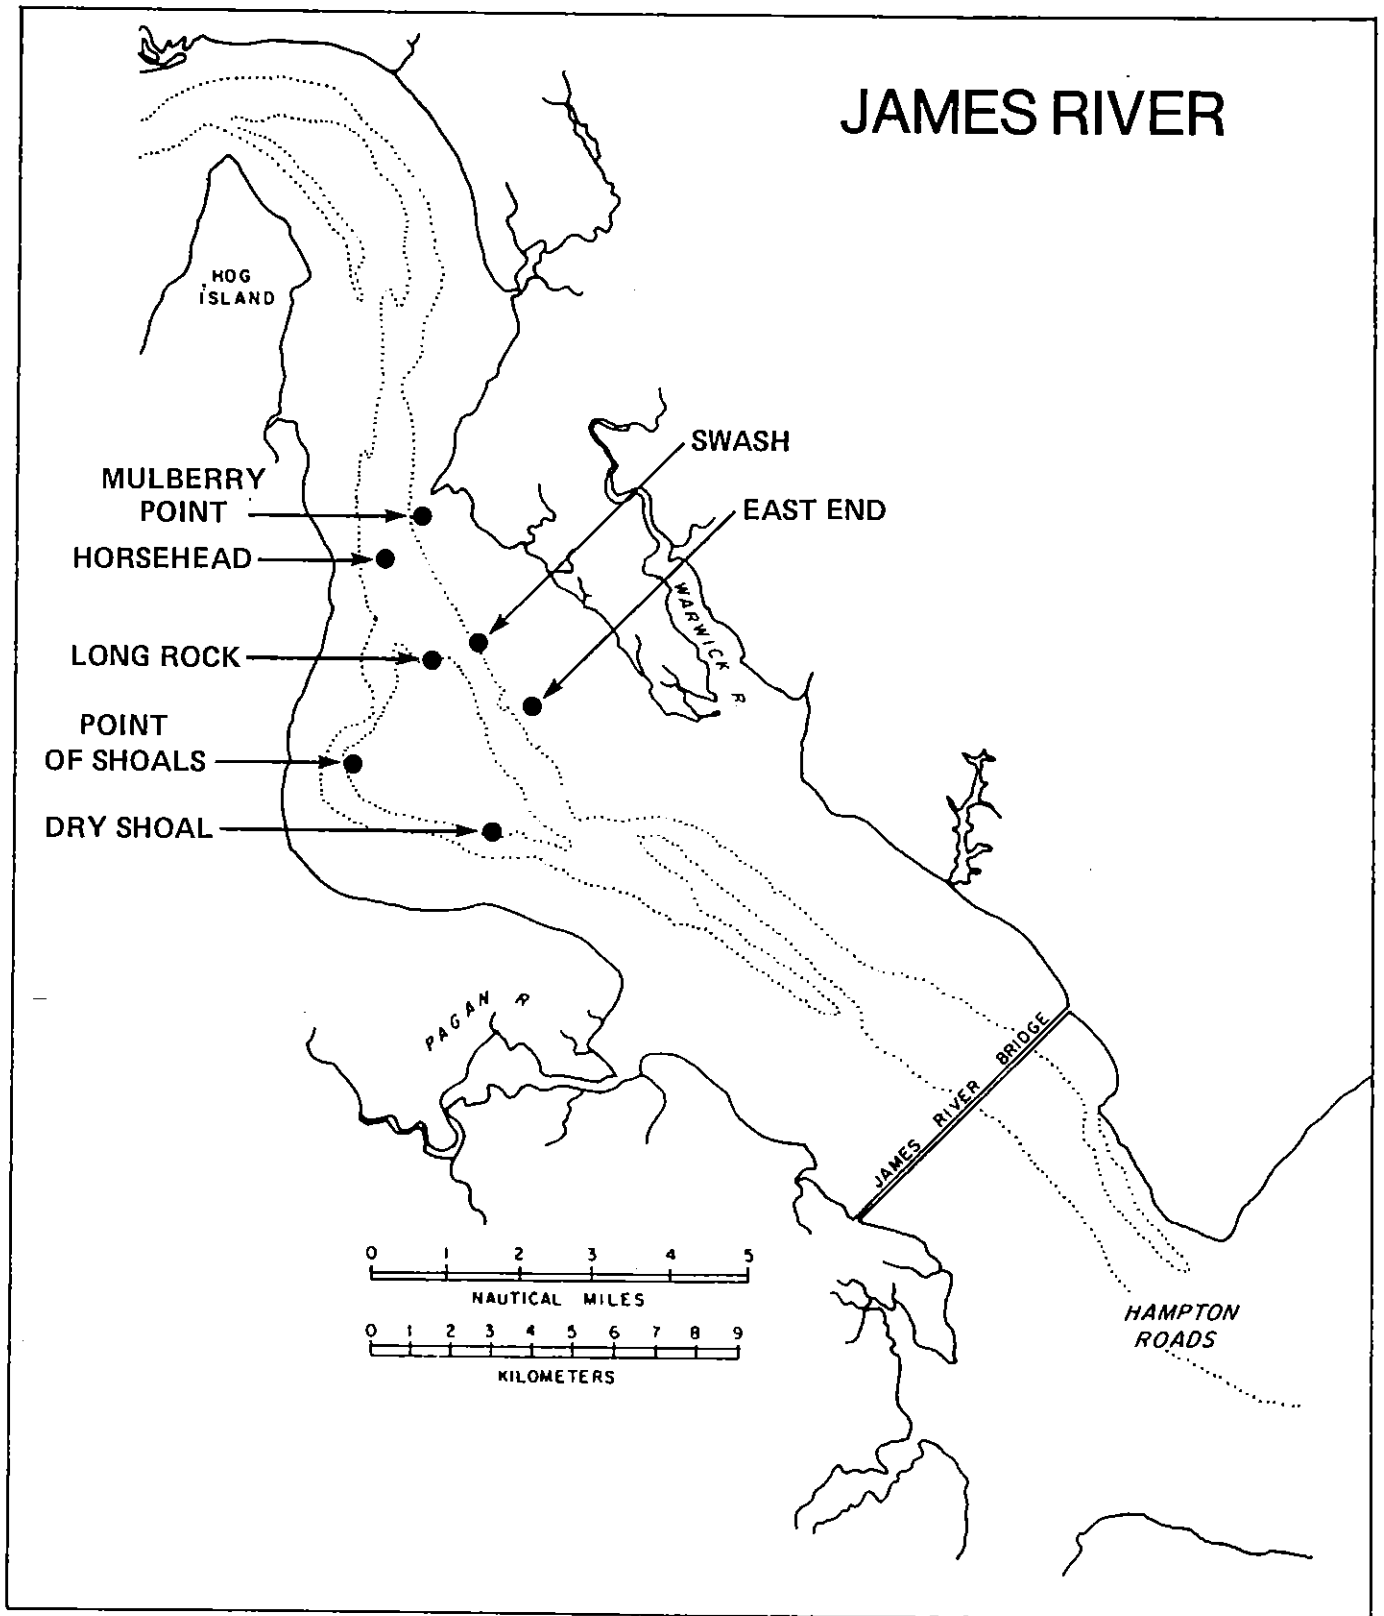 JAMES RIVER
HOG
ISLAND
SWASH
MULBERRY
POINT
EAST END
HORSEHEAD
WARWICK R.
LONG ROCK
POINT
OF SHOALS
DRY SHOAL
PAGAN R
JAMES RIVER BRIDGE
0 1 2 3 4 5
NAUTICAL MILES
0 1 2 3 4 5 6 7 8 9
KILOMETERS
HAMPTON
ROADS